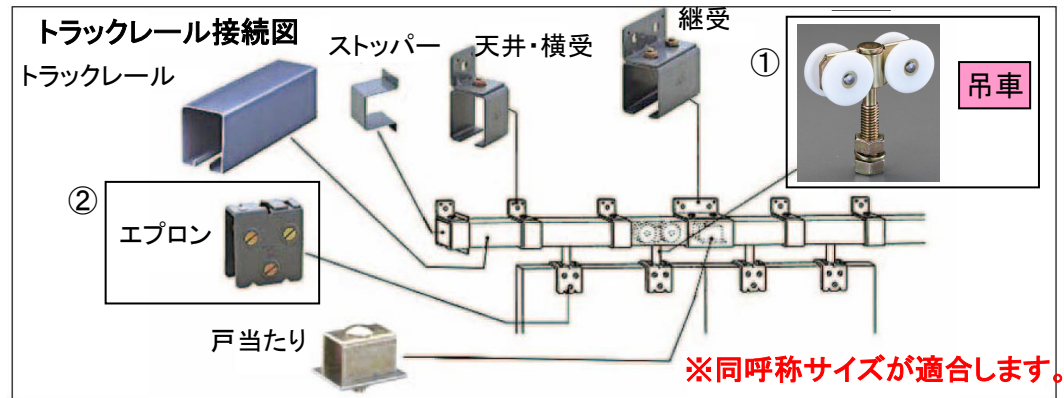 トラックレール接続図
トラックレール
ストッパー
天井・横受
継受
①
吊車
②
エプロン
戸当たり
※同呼称サイズが適合します。